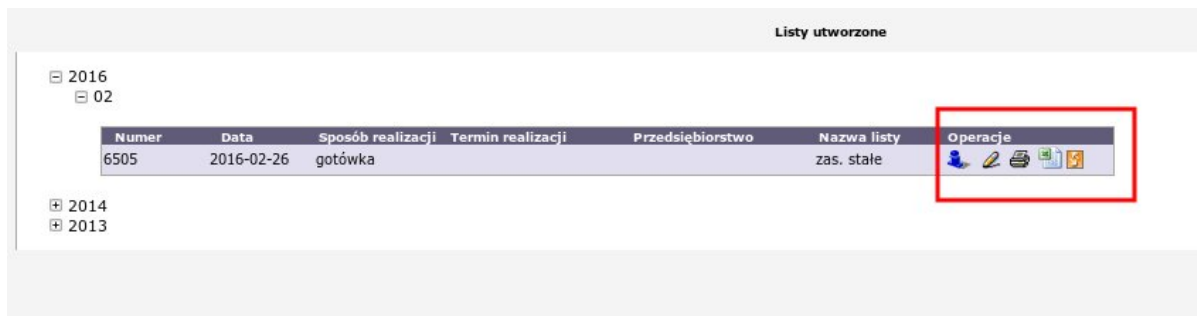 Listy utworzone
2016
02
Numer Data Sposób realizacji Termin realizacji Przedsiębiorstwo Nazwa listy Operacje
6505 2016-02-26 gotówka zas. stałe
2014
2013